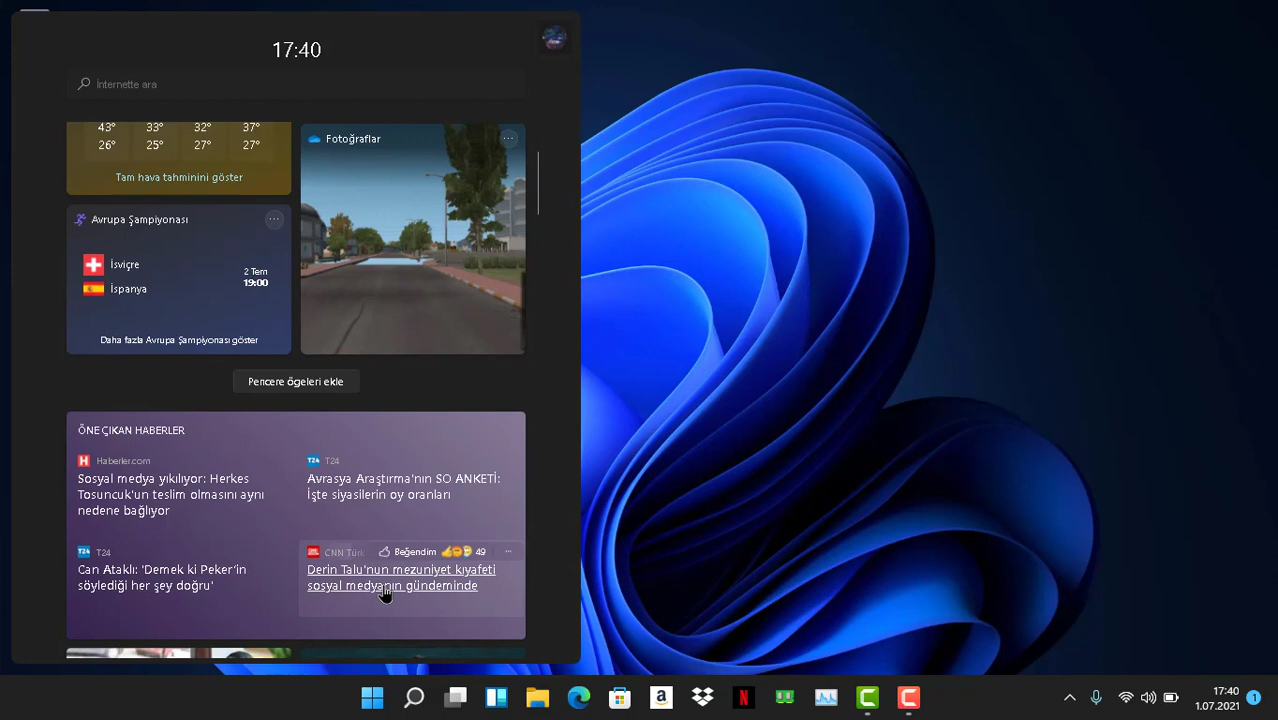 17:40
İnternette ara
43° 33° 32° 37°
26° 25° 27° 27°
Tam hava tahminini göster
Fotoğraflar
Avrupa Şampiyonası
İsviçre
İspanya
2 Tem
19:00
Daha fazla Avrupa Şampiyonası göster
Pencere öğeleri ekle
ÖNE ÇIKAN HABERLER
H Haberler.com
Sosyal medya yıkılıyor: Herkes
Tosuncuk'un teslim olmasını aynı
nedene bağlıyor
T24 T24
Avrasya Araştırma'nın SO ANKETİ:
İşte siyasilerin oy oranları
T24 T24
Can Ataklı: 'Demek ki Peker'in
söylediği her şey doğru'
CNN Türk Beğendim 49
Derin Talu'nun mezuniyet kıyafeti
sosyal medyanın gündeminde
a
N
C C
17:40
1.07.2021
1